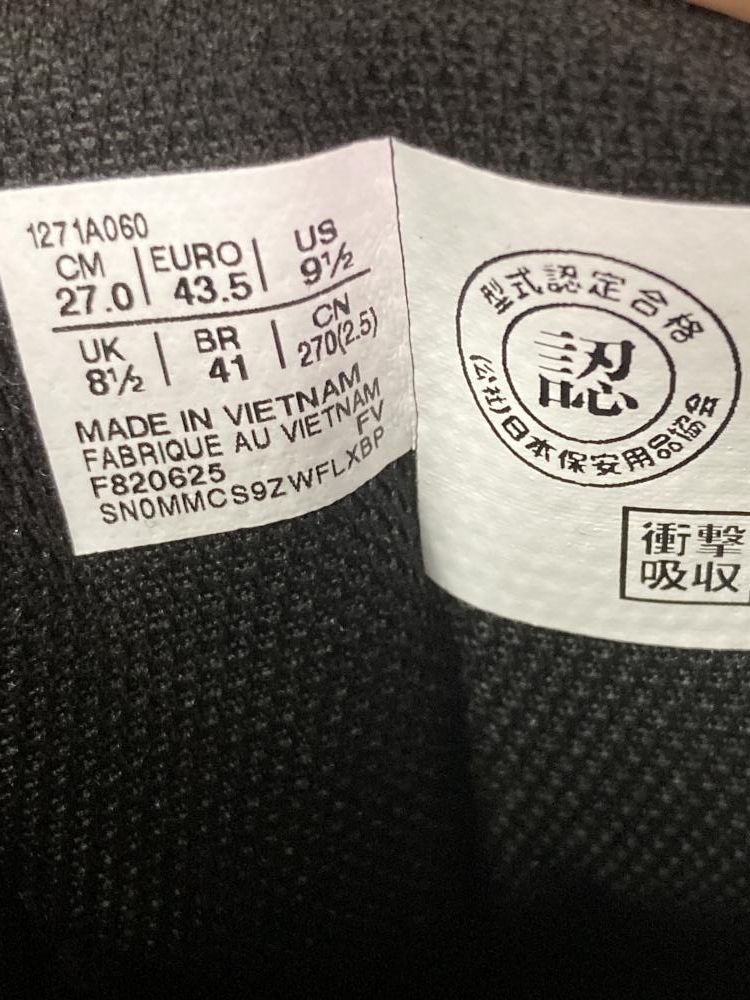 1271A060
CM EURO US
27.0 43.5 9½
UK BR CN
8½ 41 270(2.5)
MADE IN VIETNAM
FABRIQUE AU VIETNAM
F820625 FV
SN0MMCS9ZWFLXBP
型式認定合格
認
(公社)日本保安用品協会
衝撃
吸収